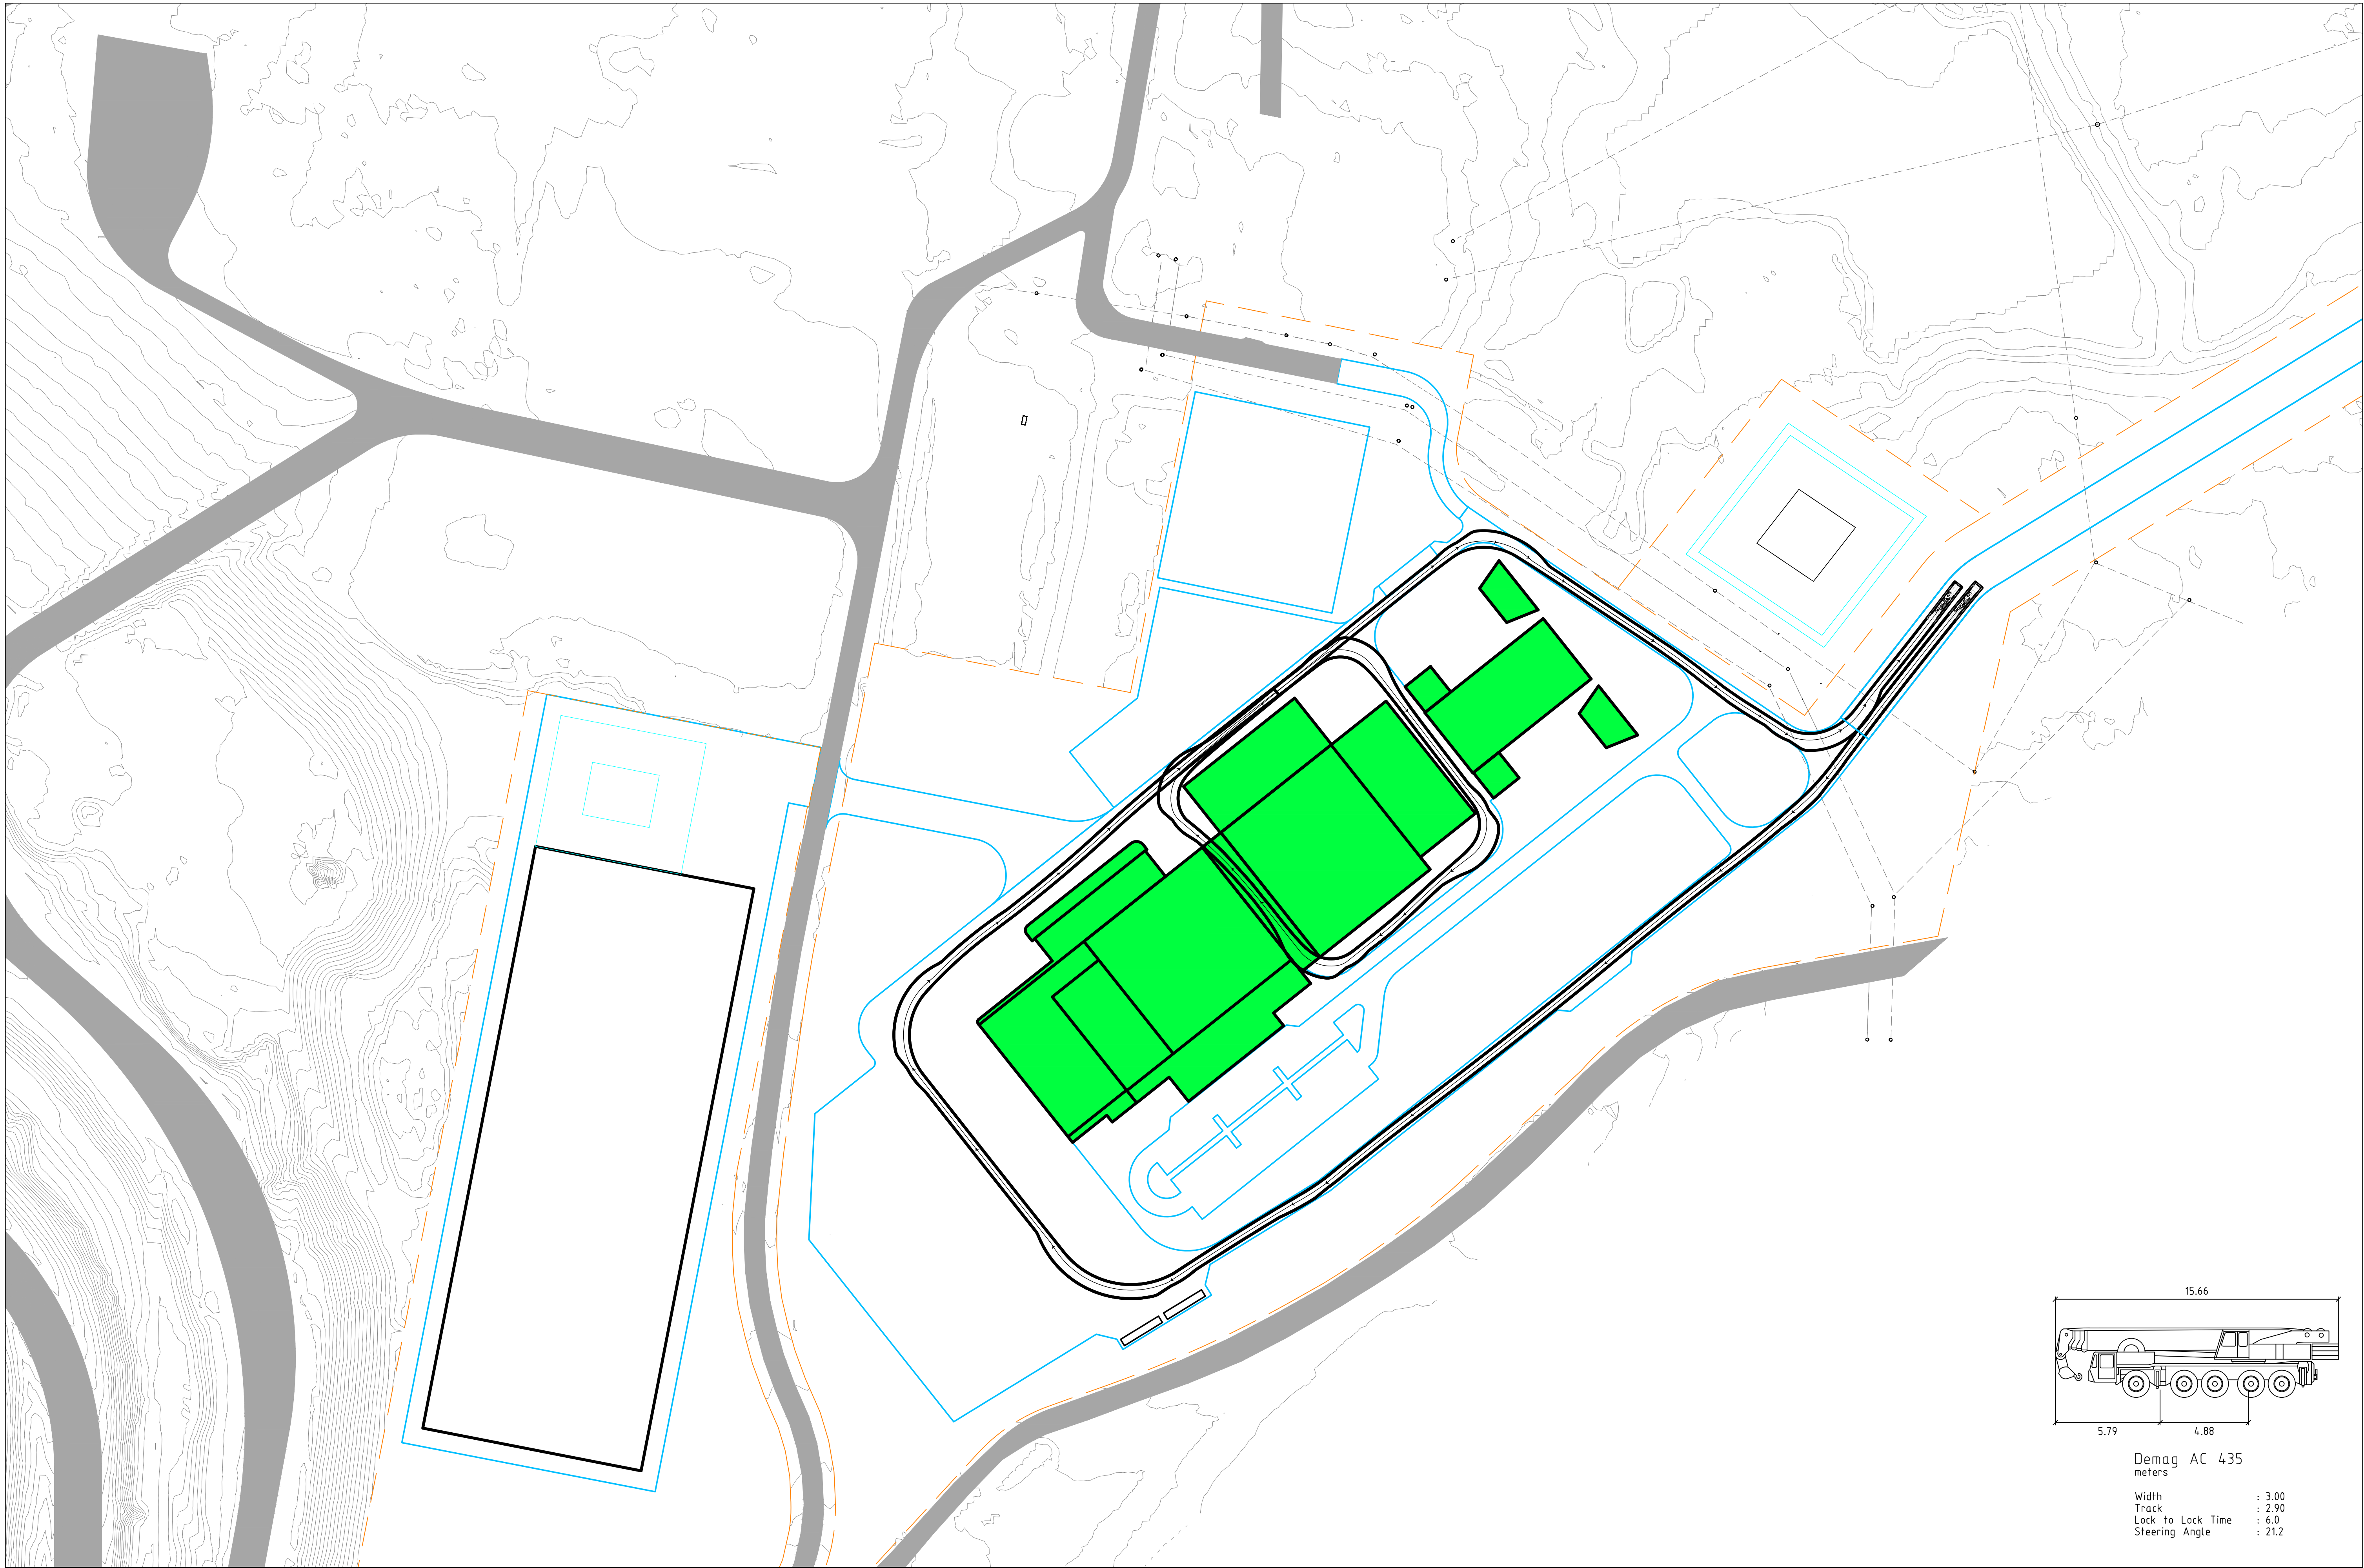 15.66
5.79
4.88
Demag AC 435
meters
Width : 3.00
Track : 2.90
Lock to Lock Time : 6.0
Steering Angle : 21.2